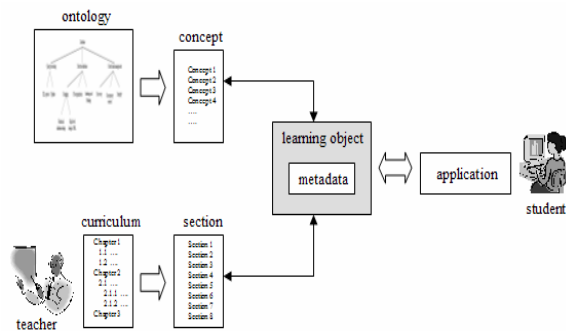 ontology
concept
Concept 1
Concept 2
Concept 3
Concept 4
....
....
learning object
metadata
application
student
curriculum
section
Chapter 1
1.1 ....
1.2 ....
Chapter 2
2.1 ....
2.1.1 ....
2.1.2 ....
Chapter 3
Section 1
Section 2
Section 3
Section 4
Section 5
Section 6
Section 7
Section 8
teacher